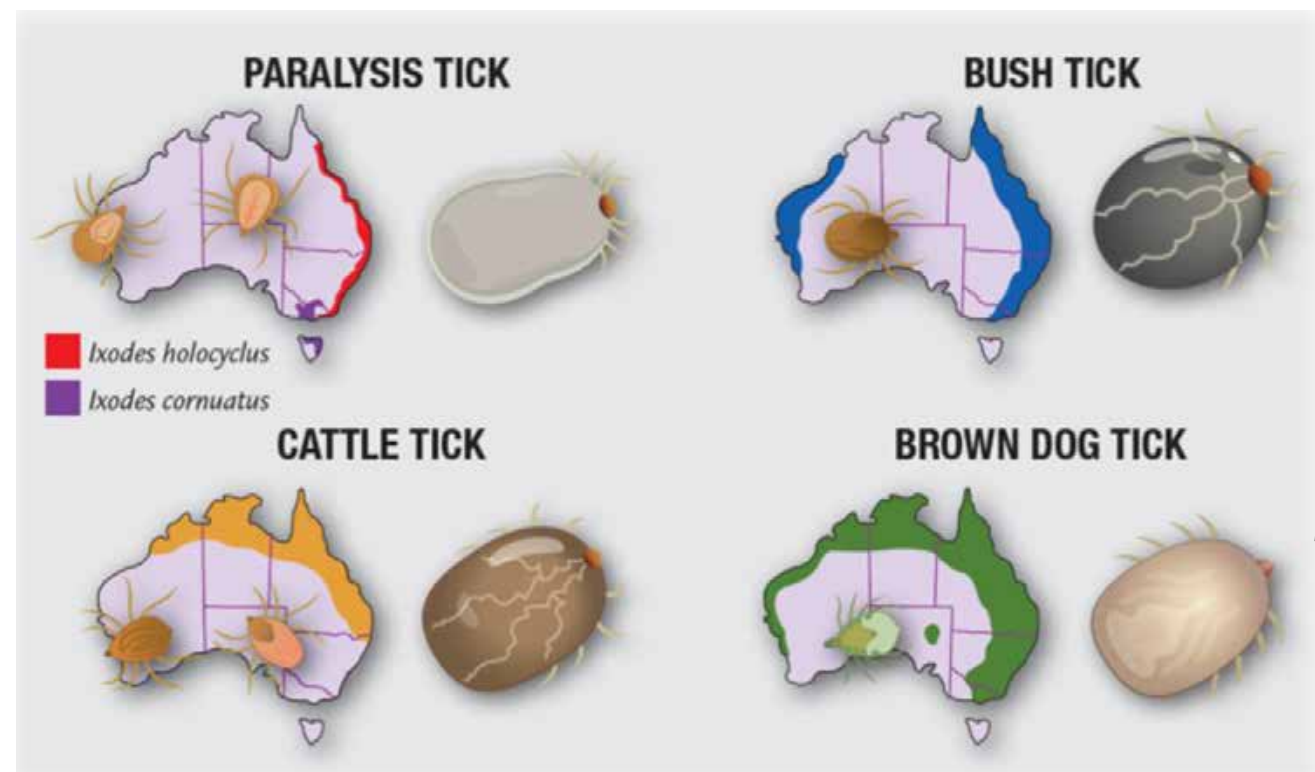 PARALYSIS TICK
BUSH TICK
Ixodes holocyclus
Ixodes cornuatus
CATTLE TICK
BROWN DOG TICK